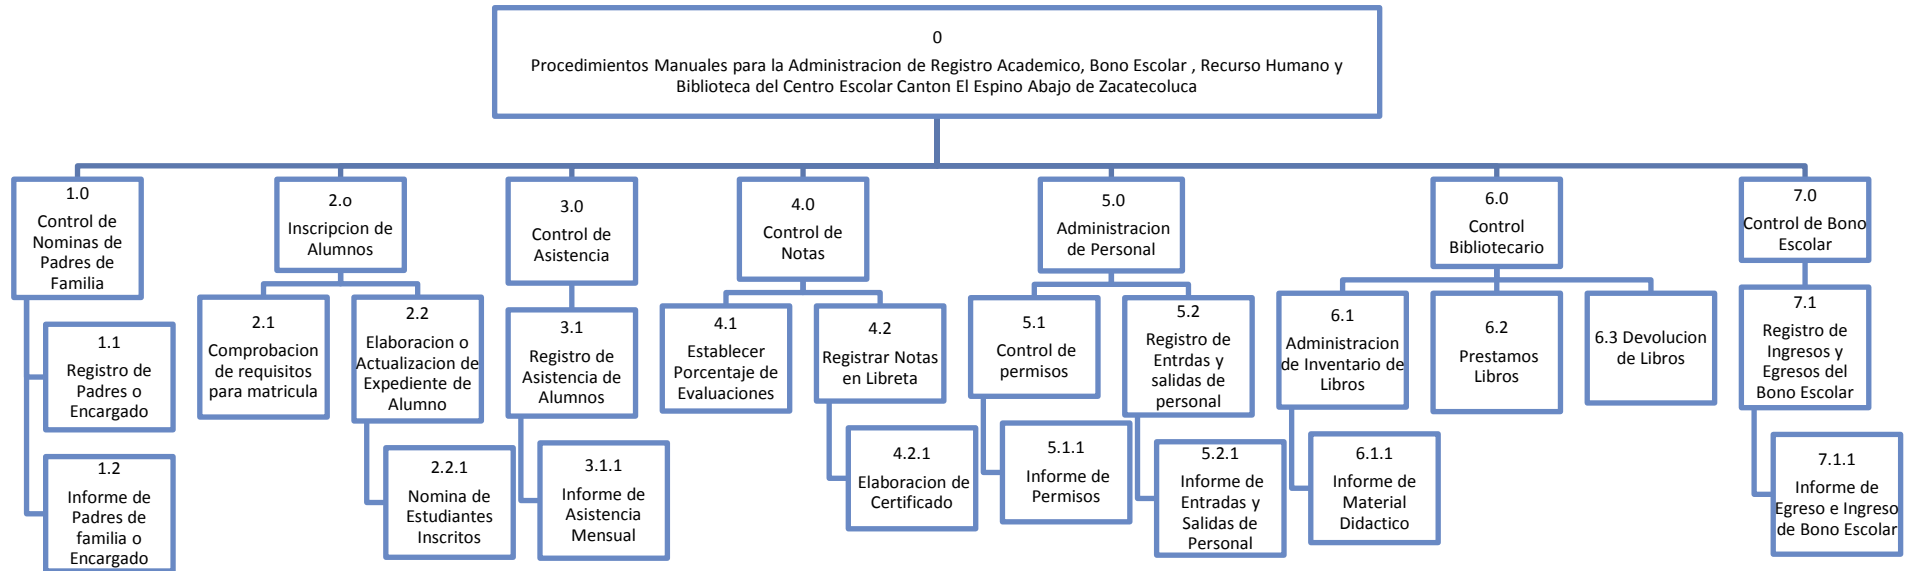 0
Procedimientos Manuales para la Administracion de Registro Academico, Bono Escolar , Recurso Humano y
Biblioteca del Centro Escolar Canton El Espino Abajo de Zacatecoluca
1.0
Control de
Nominas de
Padres de
Familia
2.o
Inscripcion de
Alumnos
3.0
Control de
Asistencia
4.0
Control de
Notas
5.0
Administracion
de Personal
6.0
Control
Bibliotecario
7.0
Control de Bono
Escolar
1.1
Registro de
Padres o
Encargado
1.2
Informe de
Padres de
familia o
Encargado
2.1
Comprobacion
de requisitos
para matricula
2.2
Elaboracion o
Actualizacion de
Expediente de
Alumno
2.2.1
Nomina de
Estudiantes
Inscritos
3.1
Registro de
Asistencia de
Alumnos
3.1.1
Informe de
Asistencia
Mensual
4.1
Establecer
Porcentaje de
Evaluaciones
4.2
Registrar Notas
en Libreta
4.2.1
Elaboracion de
Certificado
5.1
Control de
permisos
5.1.1
Informe de
Permisos
5.2
Registro de
Entrdas y
salidas de
personal
5.2.1
Informe de
Entradas y
Salidas de
Personal
6.1
Administracion
de Inventario de
Libros
6.1.1
Informe de
Material
Didactico
6.2
Prestamos
Libros
6.3 Devolucion
de Libros
7.1
Registro de
Ingresos y
Egresos del
Bono Escolar
7.1.1
Informe de
Egreso e Ingreso
de Bono Escolar